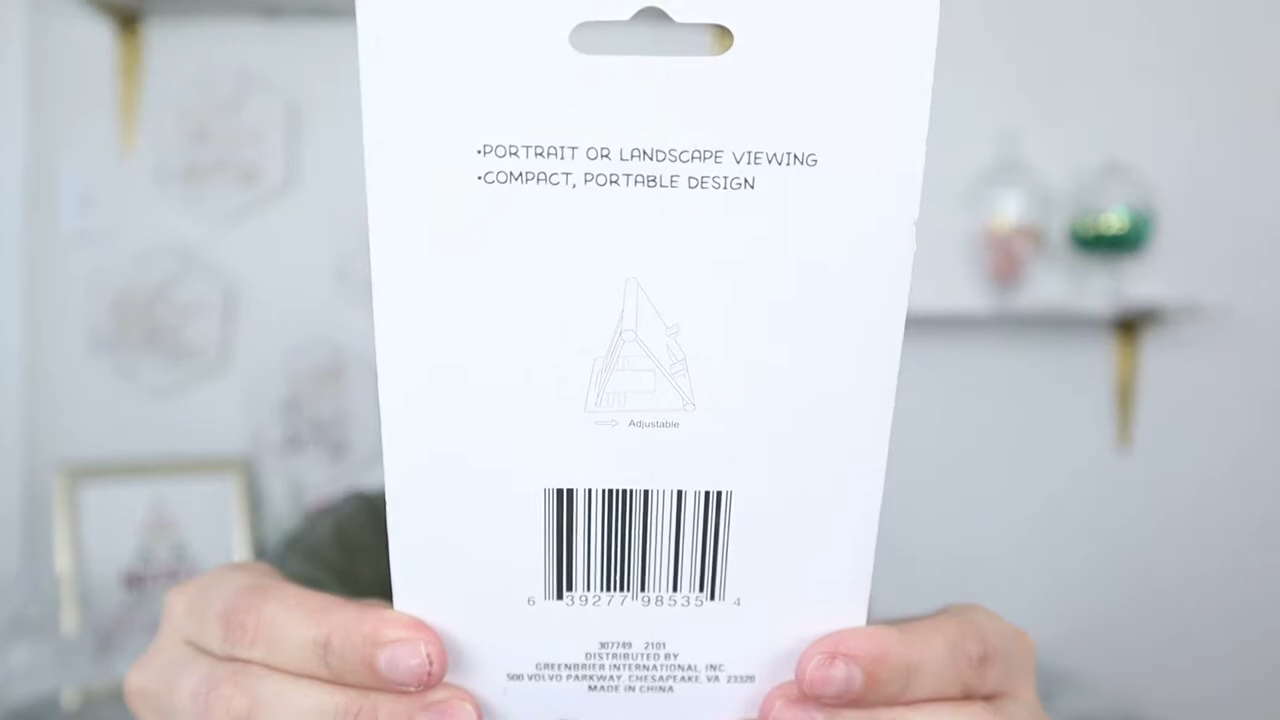 •PORTRAIT OR LANDSCAPE VIEWING
•COMPACT, PORTABLE DESIGN
Adjustable
6 39277 98535 4
307749 2101
DISTRIBUTED BY
GREENBRIER INTERNATIONAL, INC.
500 VOLVO PARKWAY, CHESAPEAKE, VA 23320
MADE IN CHINA